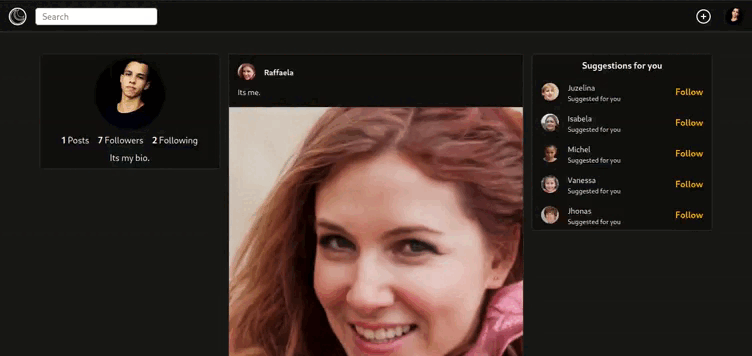 Search
1 Posts 7 Followers 2 Following
Its my bio.
Raffaela
Its me.
Suggestions for you
Juzelina
Suggested for you
Follow
Isabela
Suggested for you
Follow
Michel
Suggested for you
Follow
Vanessa
Suggested for you
Follow
Jhonas
Suggested for you
Follow